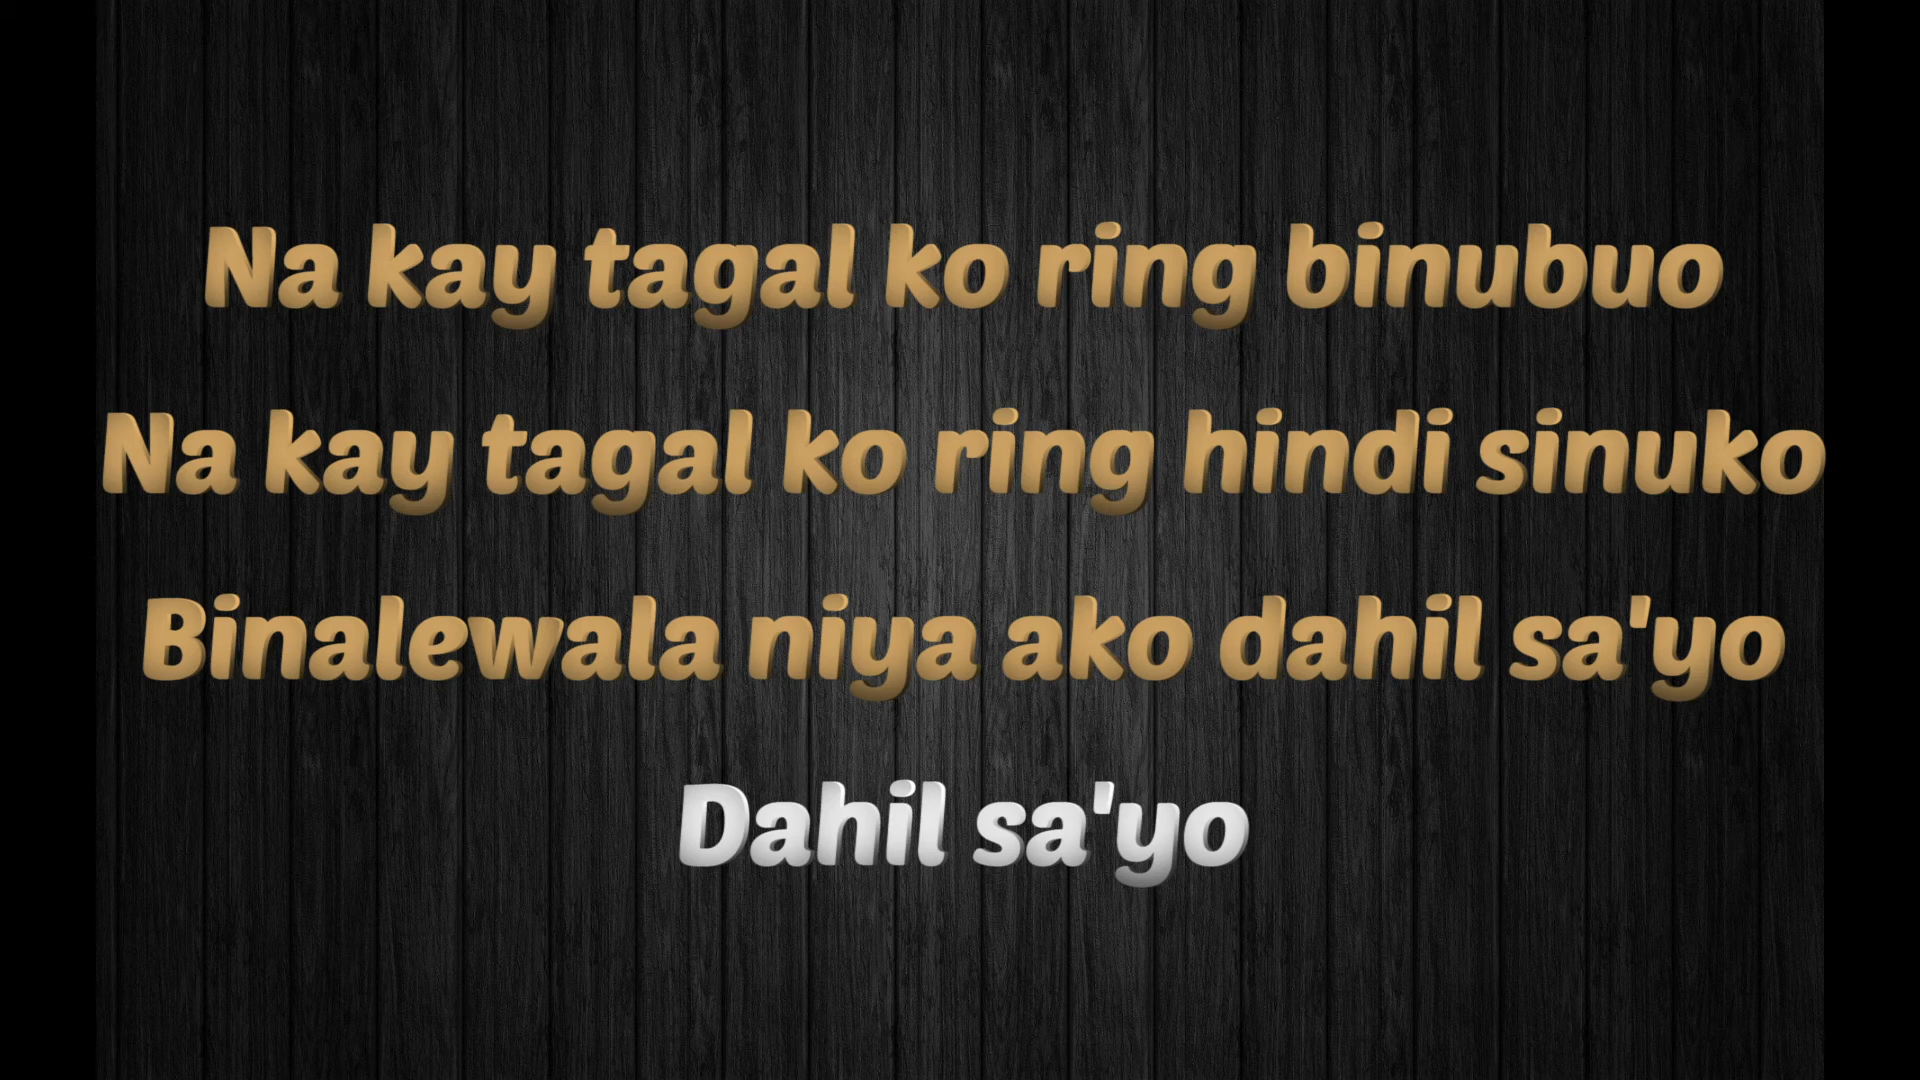 Na kay tagal ko ring binubuo
Na kay tagal ko ring hindi sinuko
Binalewala niya ako dahil sa'yo
Dahil sa'yo